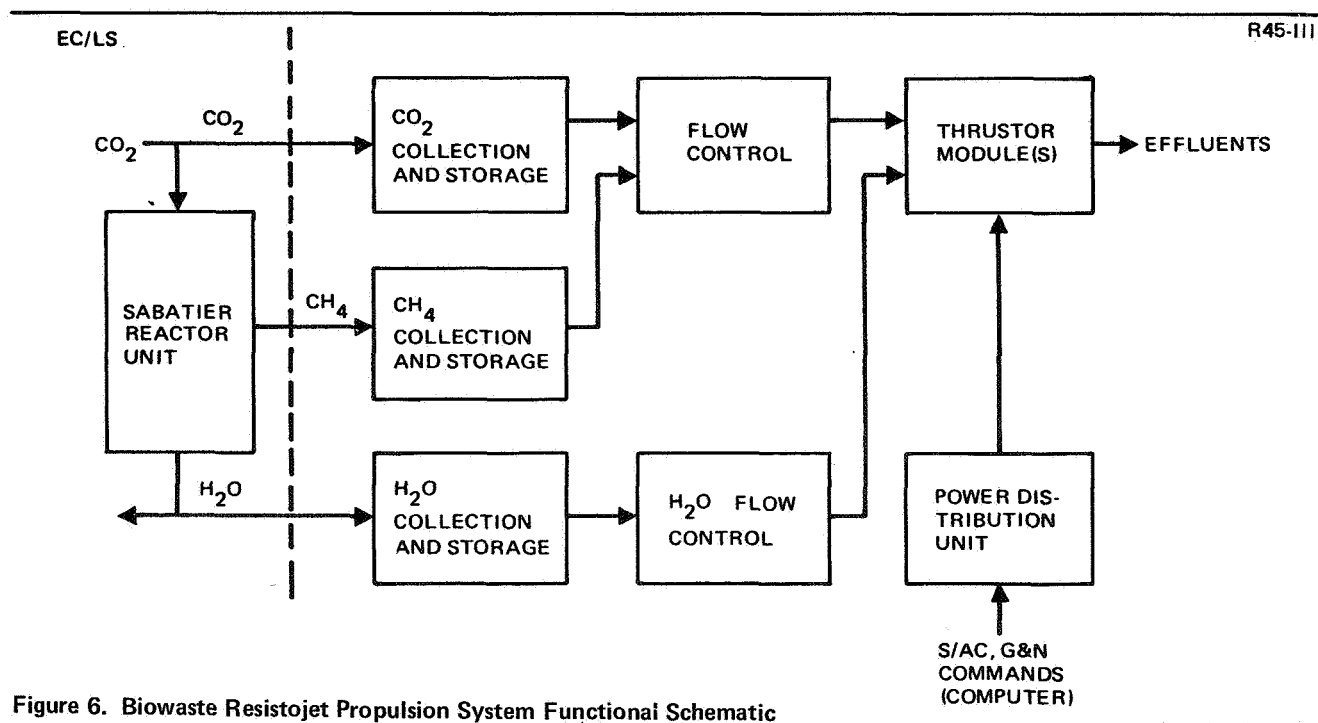 R45-III
EC/LS
CO2
CO2
CO2
COLLECTION
AND STORAGE
FLOW
CONTROL
THRUSTOR
MODULE(S)
EFFLUENTS
SABATIER
REACTOR
UNIT
CH4
CH4
COLLECTION
AND STORAGE
H2O
H2O
COLLECTION
AND STORAGE
H2O FLOW
CONTROL
POWER DIS-
TRIBUTION
UNIT
S/AC, G&N
COMMANDS
(COMPUTER)
Figure 6. Biowaste Resistojet Propulsion System Functional Schematic